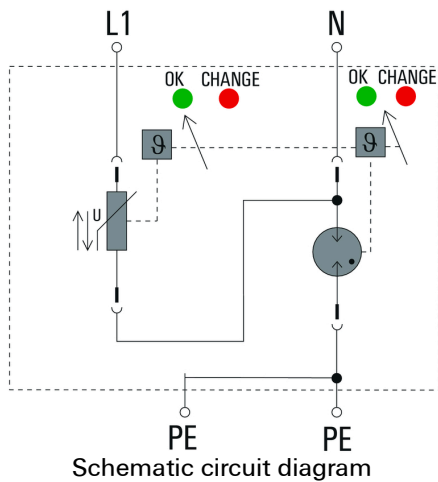 L1 N
OK CHANGE OK CHANGE
ϑ ϑ
U
PE PE
Schematic circuit diagram